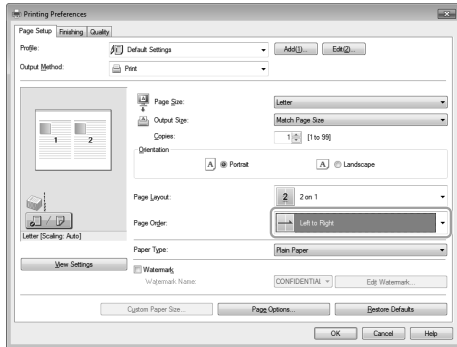 Printing Preferences
Page Setup Finishing Quality
Profile: Default Settings Add(1)... Edit(2)...
Output Method: Print
Page Size: Letter
Output Size: Match Page Size
Copies: 1 [1 to 99]
Orientation
A Portrait A Landscape
1 2
Page Layout: 2 2 on 1
Page Order: Left to Right
Letter [Scaling: Auto]
Paper Type: Plain Paper
View Settings
Watermark
Watermark Name: CONFIDENTIAL Edit Watermark...
Custom Paper Size... Page Options... Restore Defaults
OK Cancel Help